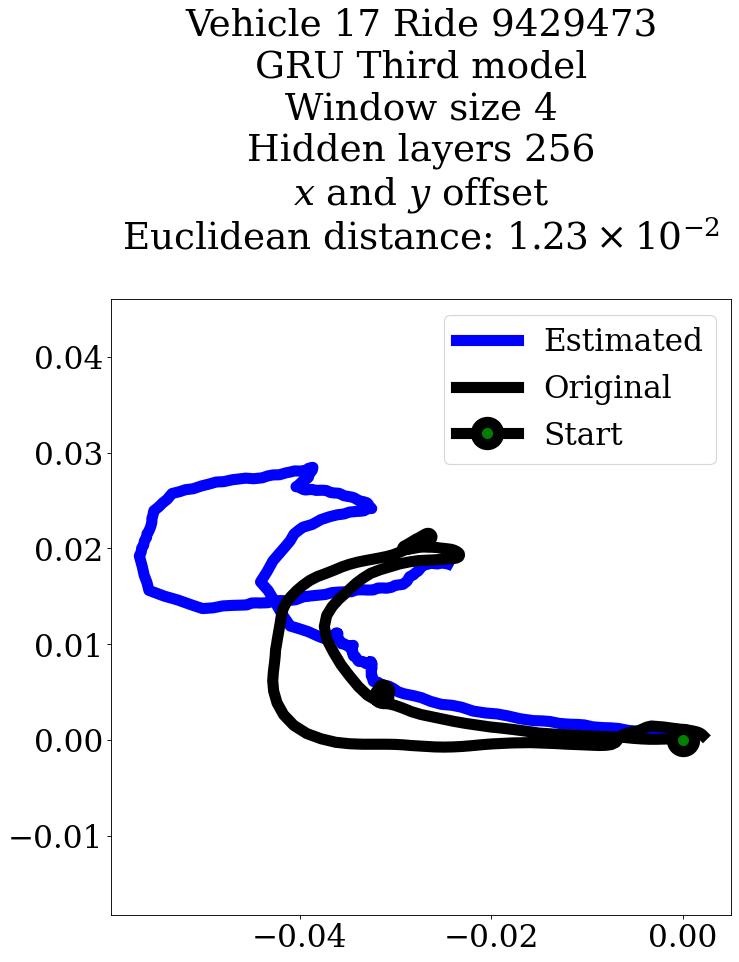 Vehicle 17 Ride 9429473
GRU Third model
Window size 4
Hidden layers 256
x and y offset
Euclidean distance: 1.23 × 10⁻²
Estimated
Original
Start
0.04
0.03
0.02
0.01
0.00
−0.01
−0.04
−0.02
0.00